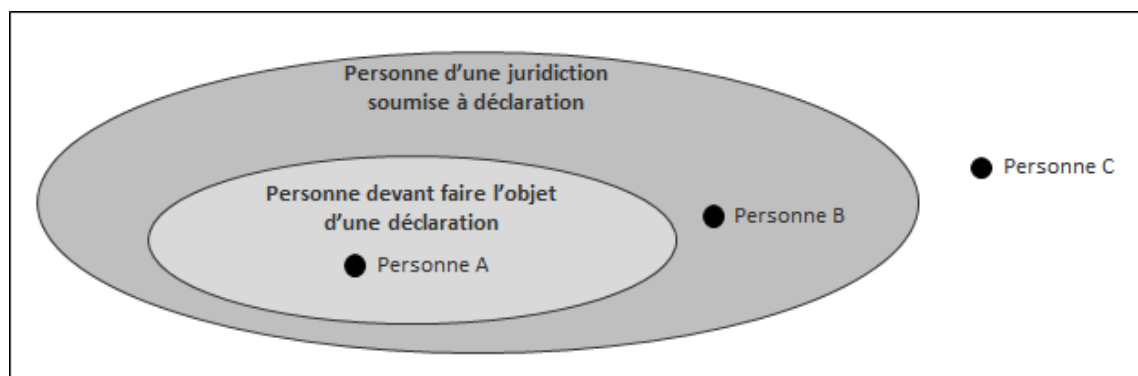 Personne d'une juridiction
soumise à déclaration
Personne C
Personne devant faire l'objet
d'une déclaration
Personne B
Personne A